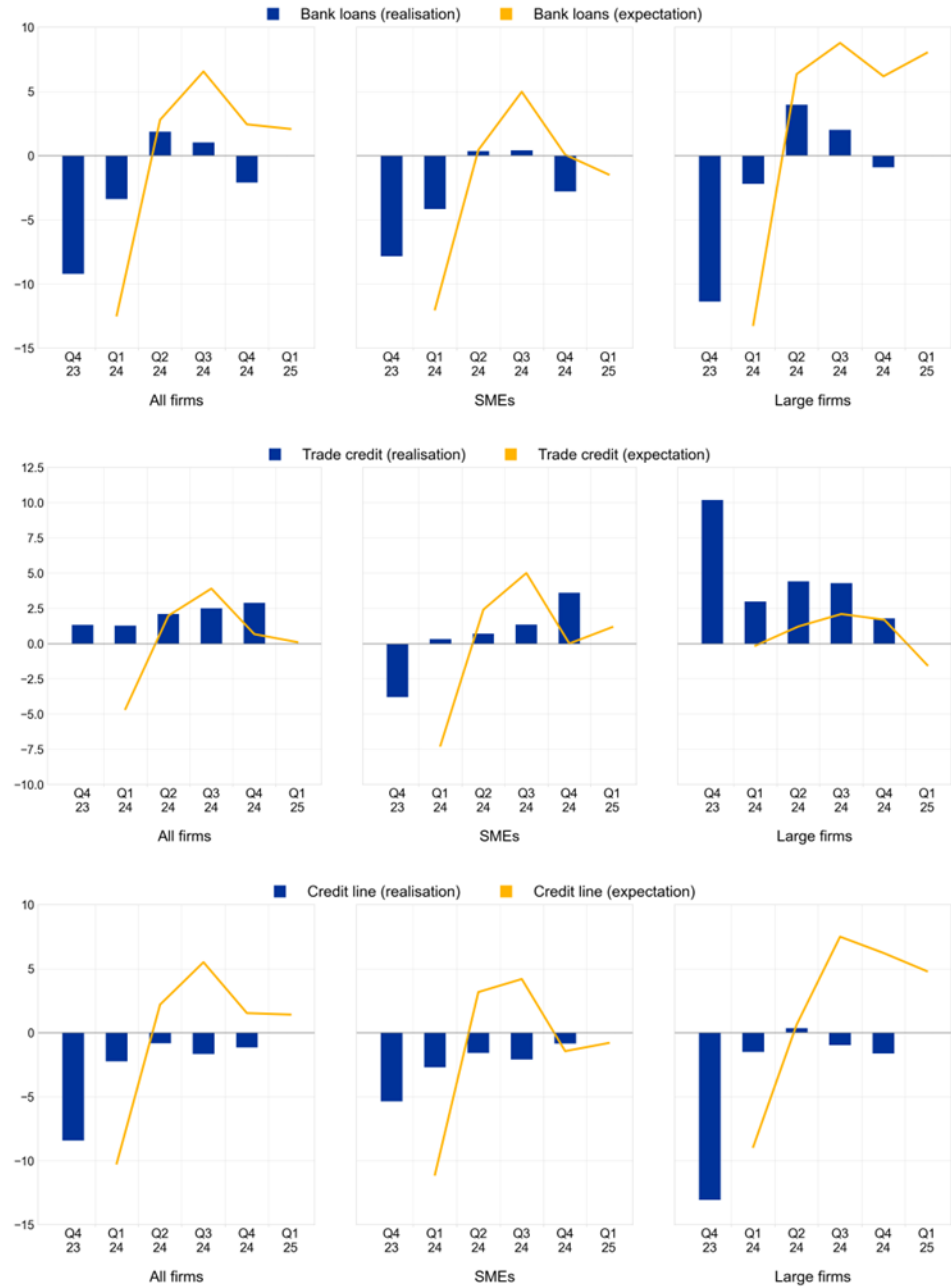 Bank loans (realisation) Bank loans (expectation)
10
5
0
−5
−10
−15
Q4 Q1 Q2 Q3 Q4 Q1 Q4 Q1 Q2 Q3 Q4 Q1 Q4 Q1 Q2 Q3 Q4 Q1
23 24 24 24 24 25 23 24 24 24 24 25 23 24 24 24 24 25
All firms SMEs Large firms
Trade credit (realisation) Trade credit (expectation)
12.5
10.0
7.5
5.0
2.5
0.0
−2.5
−5.0
−7.5
−10.0
Q4 Q1 Q2 Q3 Q4 Q1 Q4 Q1 Q2 Q3 Q4 Q1 Q4 Q1 Q2 Q3 Q4 Q1
23 24 24 24 24 25 23 24 24 24 24 25 23 24 24 24 24 25
All firms SMEs Large firms
Credit line (realisation) Credit line (expectation)
10
5
0
−5
−10
−15
Q4 Q1 Q2 Q3 Q4 Q1 Q4 Q1 Q2 Q3 Q4 Q1 Q4 Q1 Q2 Q3 Q4 Q1
23 24 24 24 24 25 23 24 24 24 24 25 23 24 24 24 24 25
All firms SMEs Large firms